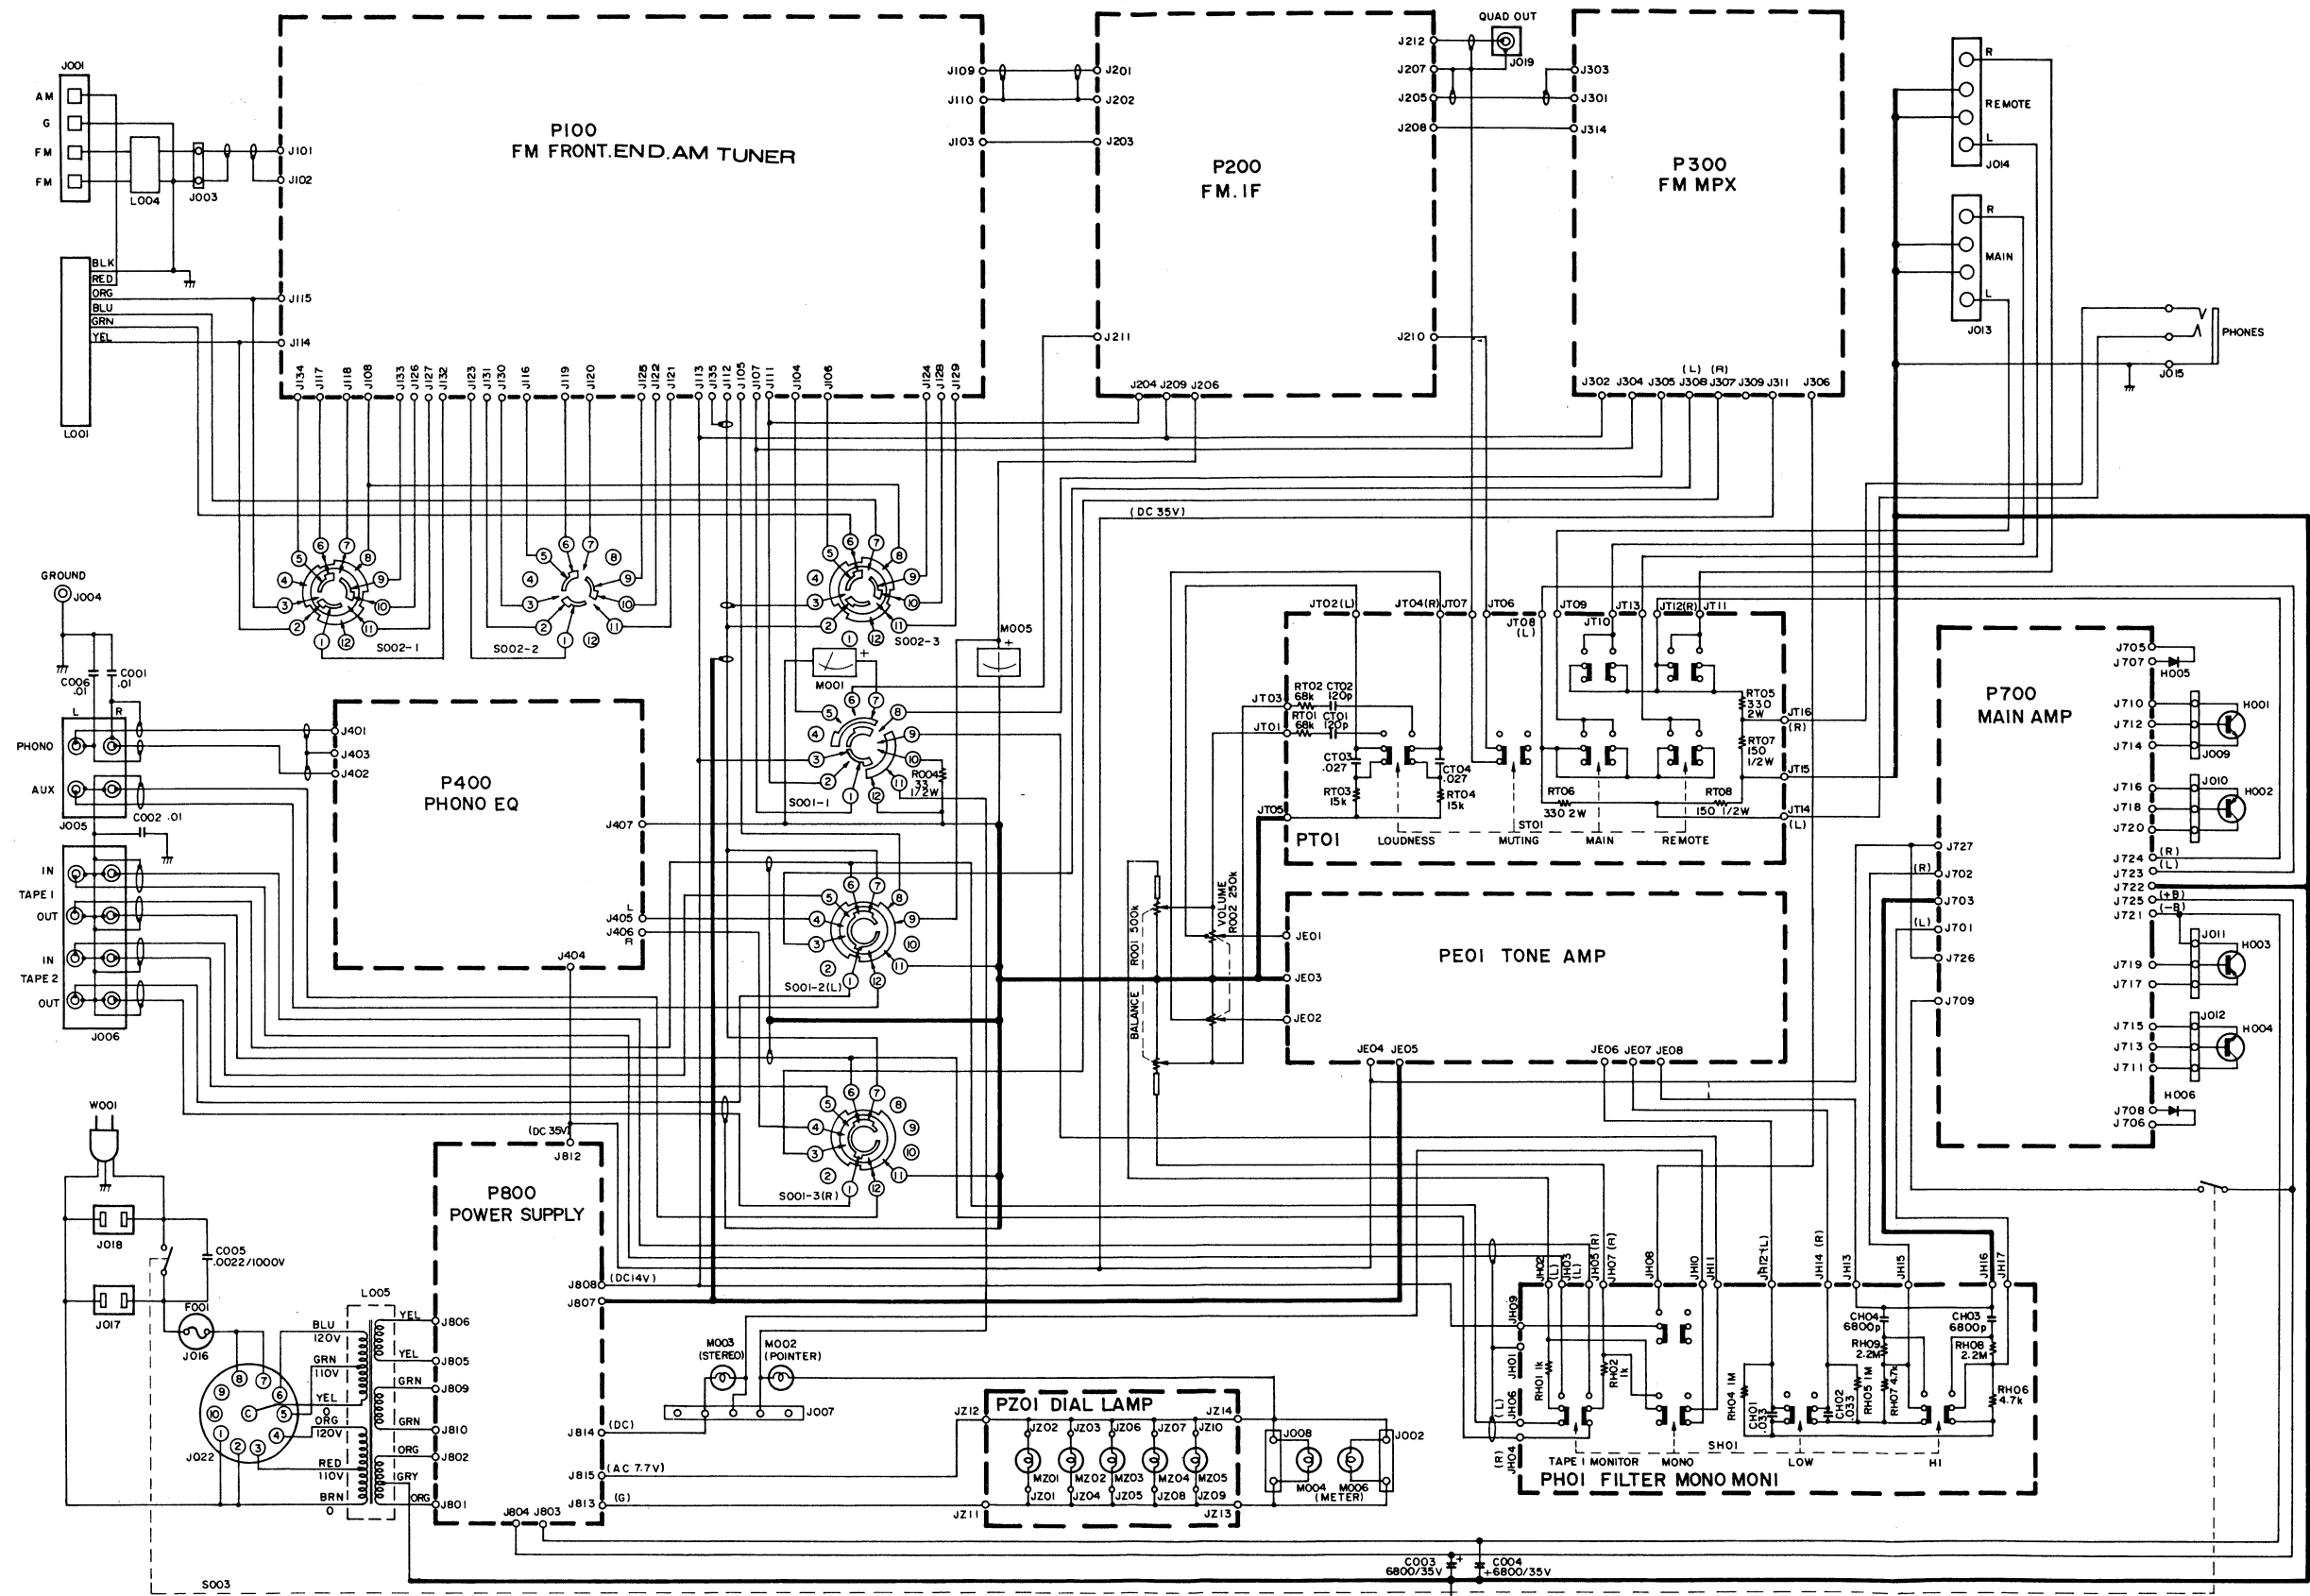 J001
AM
G
FM
FM
L004
J003
J101
J102
BLK
RED
ORG
BLU
GRN
YEL
L001
J115
J114
P100
FM FRONT.END.AM TUNER
J109
J110
J103
J134
J117
J118
J108
J133
J126
J127
J132
J123
J131
J130
J116
J119
J120
J125
J122
J121
J113
J135
J112
J105
J107
J111
J104
J106
J124
J128
J129
J201
J202
J203
P200
FM.IF
J211
J204 J209 J206
J212
J207
J205
J208
J210
QUAD OUT
J019
J303
J301
J314
P300
FM MPX
(L) (R)
J302 J304 J305 J308 J307 J309 J311 J306
R
REMOTE
L
J014
R
MAIN
L
J013
PHONES
J015
(DC 35V)
GROUND
J004
C006
.01
C001
.01
L
R
PHONO
AUX
J005
C002 .01
IN
TAPE 1
OUT
IN
TAPE 2
OUT
J006
S002-1
S002-2
S002-3
M005
M001
J401
J403
J402
P400
PHONO EQ
J407
L
J405
J406
R
J404
R004
33
1/2W
S001-1
S001-2(L)
S001-3(R)
JT02(L)
JT04(R)
JT07
JT06
JT08
(L)
JT09
JT10
JT13
JT12(R)
JT11
JT03
JT01
RT02
68k
CT02
120p
RT01
68k
CT01
120p
CT03
.027
CT04
.027
RT03
15k
RT04
15k
JT05
PT01
LOUDNESS
MUTING
MAIN
REMOTE
ST01
RT05
330
2W
RT07
150
1/2W
RT06
330 2W
RT08
150 1/2W
JT16
(R)
JT15
JT14
(L)
BALANCE R001 500k
VOLUME
R002 250k
JE01
JE03
JE02
PE01 TONE AMP
JE04 JE05
JE06 JE07 JE08
P700
MAIN AMP
J727
(R)
J702
J703
(L)
J701
J726
J709
J705
J707
H005
J710
J712
J714
H001
J009
J716
J718
J720
J010
H002
J724
(R)
J723
(L)
J722
J725
(+B)
J721
(-B)
J011
H003
J719
J717
J715
J713
J711
J012
H004
J708
J706
H006
W001
J018
J017
C005
.0022/1000V
F001
J016
J022
L005
BLU
120V
GRN
110V
YEL
0
ORG
120V
RED
110V
BRN
0
YEL
YEL
GRN
GRN
ORG
GRY
ORG
(DC 35V)
J812
P800
POWER SUPPLY
J806
J805
J809
J810
J802
J801
J804 J803
J808
(DC14V)
J807
J814
(DC)
J815
(AC 7.7V)
J813
(G)
S003
M003
(STEREO)
M002
(POINTER)
J007
PZ01 DIAL LAMP
JZ12
JZ14
JZ02 JZ03 JZ06 JZ07 JZ10
MZ01 MZ02 MZ03 MZ04 MZ05
JZ01 JZ04 JZ05 JZ08 JZ09
JZ11
JZ13
J008
J002
M004 M006
(METER)
JH02
(L)
JH03
(L)
JH05 (R)
JH07 (R)
JH08
JH10
JH11
JH12 (L)
JH14 (R)
JH13
JH15
JH16
JH17
JH09
JH01
JH06 (L)
JH04
(R)
RH01 1k
RH02
1k
RH04 1M
CH01
.033
CH02
.033
RH05 1M
RH07 4.7k
CH04
6800p
RH09
2.2M
CH03
6800p
RH08
2.2M
RH06
4.7k
SH01
TAPE 1 MONITOR
MONO
LOW
HI
PH01 FILTER MONO MONI
C003
6800/35V
+
C004
+6800/35V